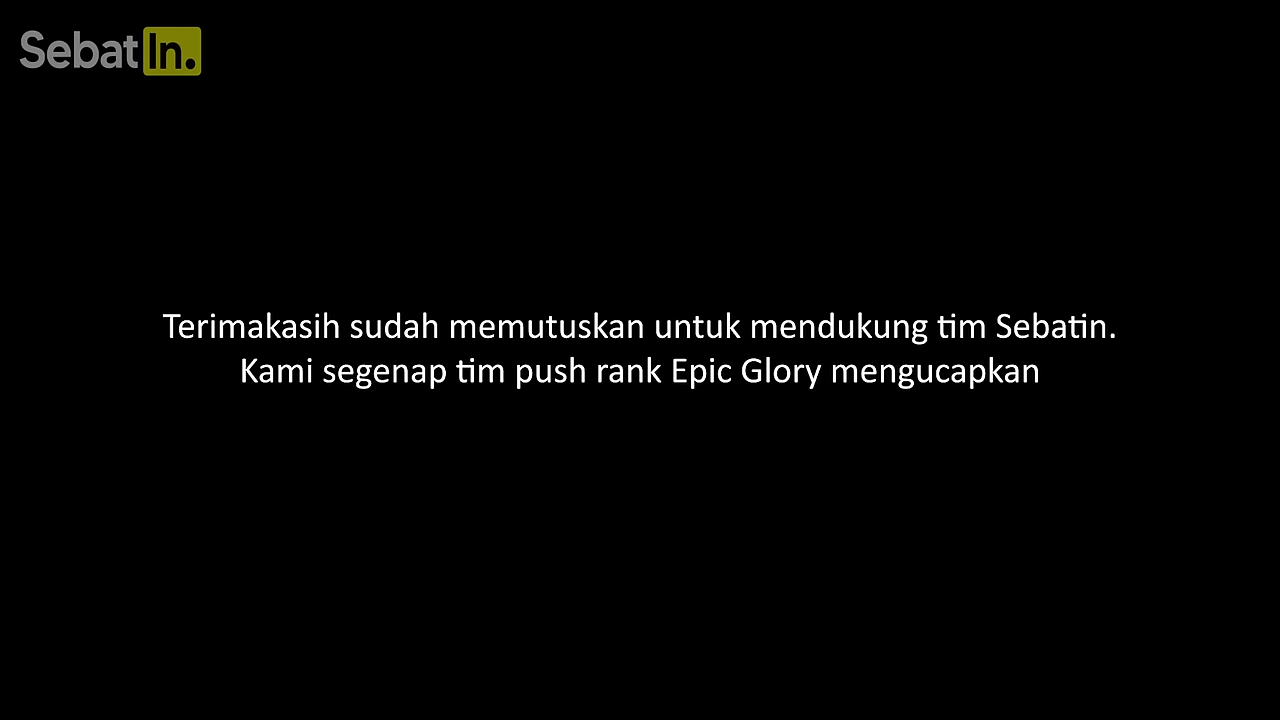 SebatIn.
Terimakasih sudah memutuskan untuk mendukung tim Sebatin.
Kami segenap tim push rank Epic Glory mengucapkan